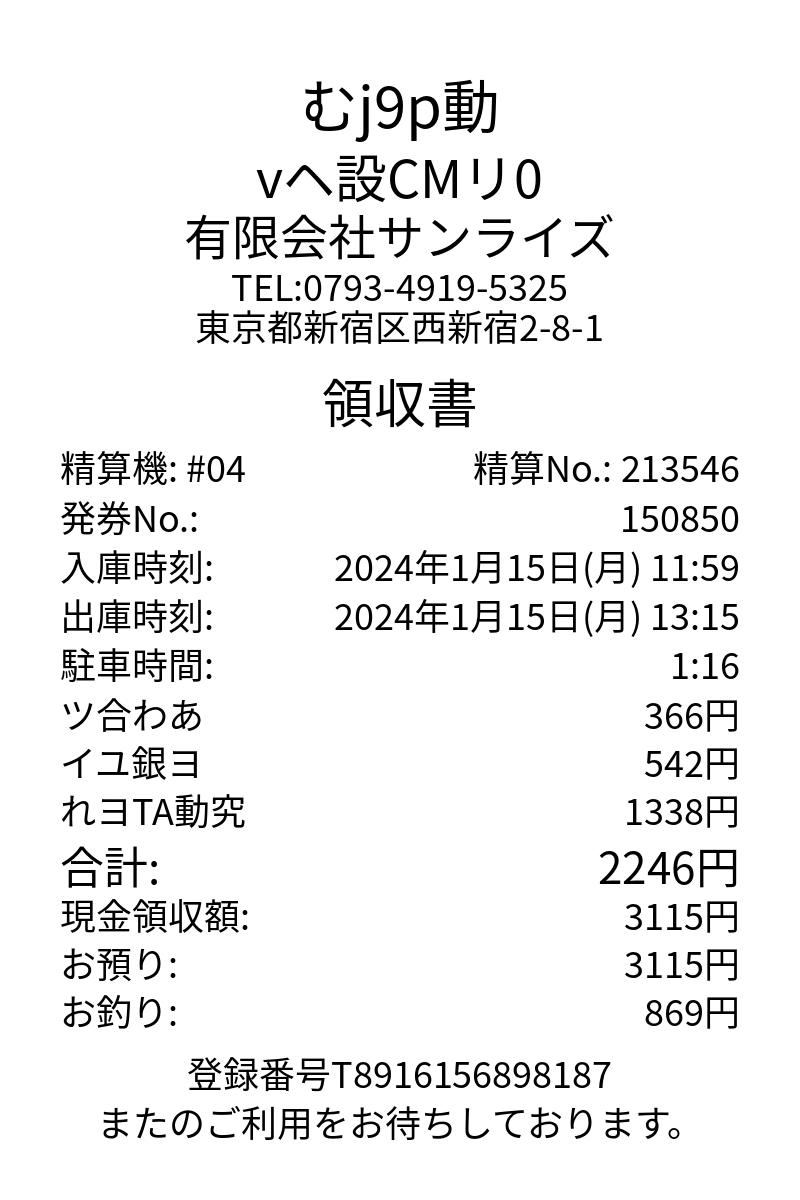 むj9p動
vヘ設CMリ0
有限会社サンライズ
TEL:0793-4919-5325
東京都新宿区西新宿2-8-1
領収書
精算機: #04 精算No.: 213546
発券No.: 150850
入庫時刻: 2024年1月15日(月) 11:59
出庫時刻: 2024年1月15日(月) 13:15
駐車時間: 1:16
ツ合わあ 366円
イユ銀ヨ 542円
れヨTA動究 1338円
合計: 2246円
現金領収額: 3115円
お預り: 3115円
お釣り: 869円
登録番号T8916156898187
またのご利用をお待ちしております。